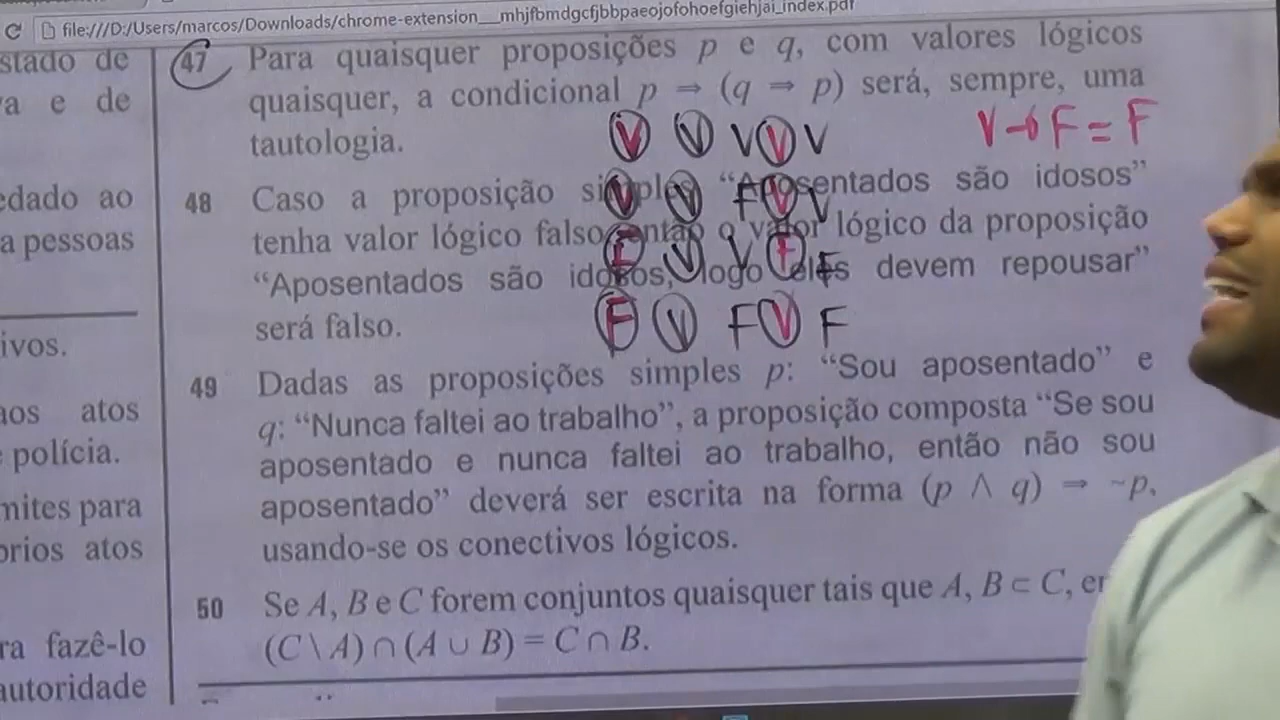 file:///D:/Users/marcos/Downloads/chrome-extension__mhjfbmdgcfjbbpaeojofohoefgiehjai_index.pdf
stado de
va e de
edado ao
a pessoas
ivos.
aos atos
e polícia.
mites para
orios atos
ra fazê-lo
autoridade
47 Para quaisquer proposições p e q, com valores lógicos
quaisquer, a condicional p ⇒ (q ⇒ p) será, sempre, uma
tautologia.
V → F = F
V V V V V
48 Caso a proposição simples “Aposentados são idosos”
V V F V V
tenha valor lógico falso, então o valor lógico da proposição
F V V F F
“Aposentados são idosos, logo eles devem repousar”
será falso.
F V F V F
49 Dadas as proposições simples p: “Sou aposentado” e
q: “Nunca faltei ao trabalho”, a proposição composta “Se sou
aposentado e nunca faltei ao trabalho, então não sou
aposentado” deverá ser escrita na forma (p ∧ q) ⇒ ~p,
usando-se os conectivos lógicos.
50 Se A, B e C forem conjuntos quaisquer tais que A, B ⊂ C,
(C \ A) ∩ (A ∪ B) = C ∩ B.